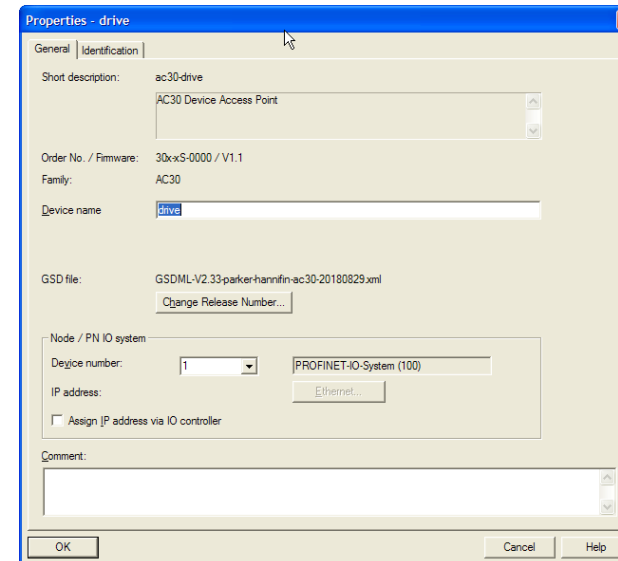 Properties - drive
General
Identification
Short description: ac30-drive
AC30 Device Access Point
Order No. / Firmware: 30x-xS-0000 / V1.1
Family: AC30
Device name drive
GSD file: GSDML-V2.33-parker-hannifin-ac30-20180829.xml
Change Release Number...
Node / PN IO system
Device number: 1 PROFINET-IO-System (100)
IP address: Ethernet...
Assign IP address via IO controller
Comment:
OK Cancel Help